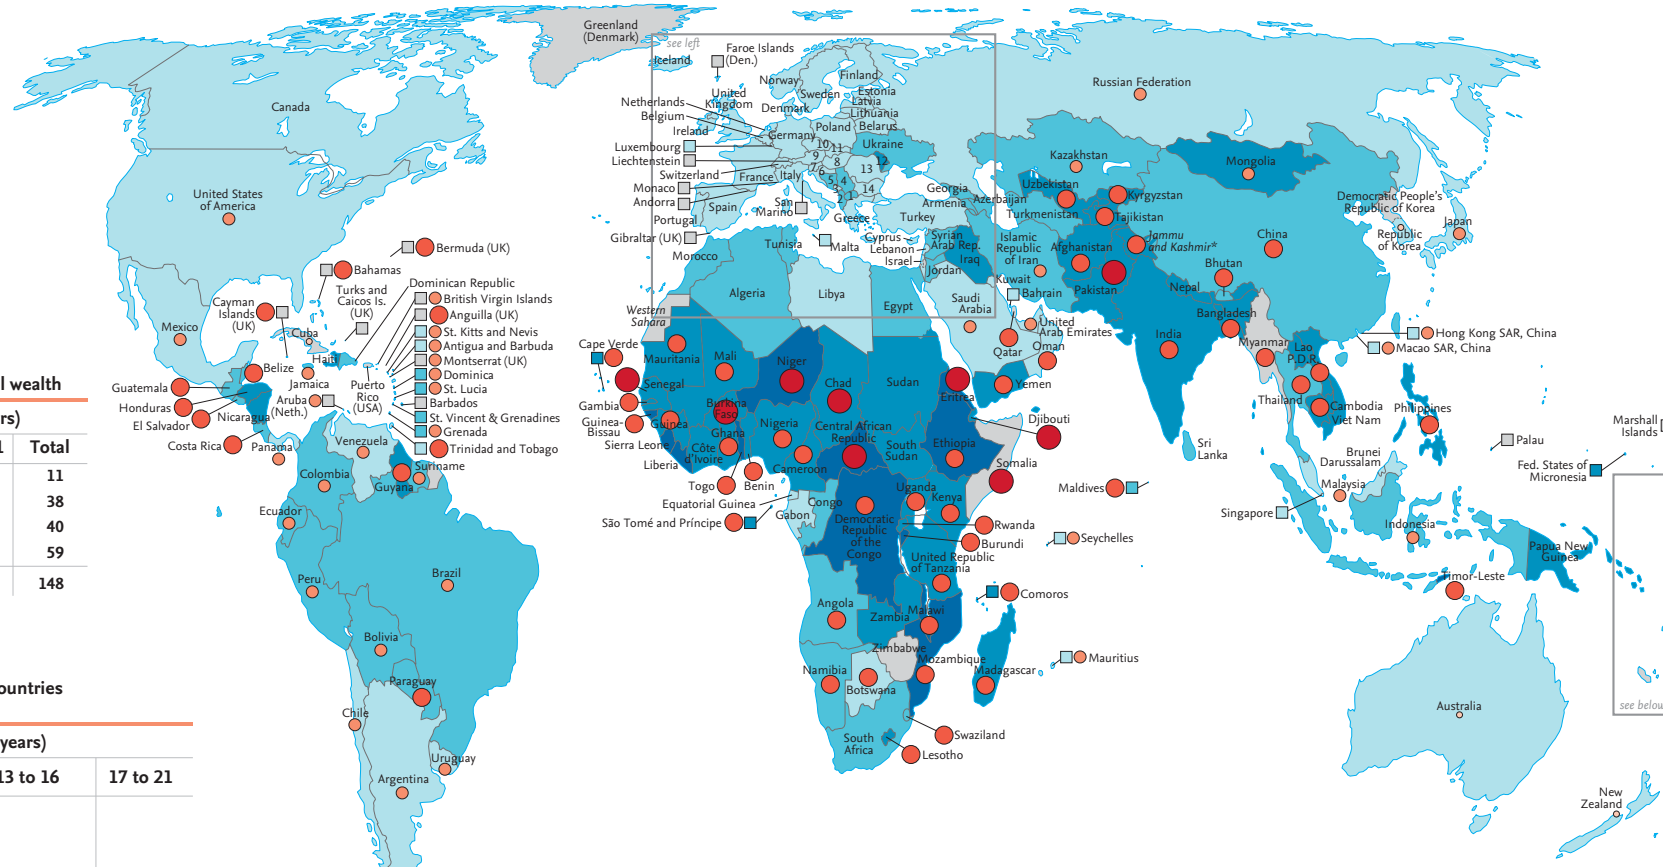 Greenland
(Denmark)
see left
Iceland
Faroe Islands
(Den.)
Norway
Finland
Sweden
Estonia
Latvia
Lithuania
Denmark
United
Kingdom
Netherlands
Belgium
Ireland
Luxembourg
Liechtenstein
Switzerland
Monaco
Andorra
Portugal
Gibraltar (UK)
Morocco
Germany
Poland
Belarus
Ukraine
10
11
9
8
7
6
12
13
5
4
3
2
1
14
France
Italy
Spain
San
Marino
Greece
Turkey
Tunisia
Malta
Cyprus
Lebanon
Israel
Syrian
Arab Rep.
Iraq
Jordan
Georgia
Armenia
Azerbaijan
Russian Federation
Kazakhstan
Uzbekistan
Turkmenistan
Kyrgyzstan
Tajikistan
Mongolia
Democratic People's
Republic of Korea
Republic
of Korea
Japan
China
Islamic
Republic
of Iran
Afghanistan
Jammu
and Kashmir*
Pakistan
Nepal
Bhutan
Bangladesh
India
Myanmar
Lao
P.D.R.
Thailand
Cambodia
Viet Nam
Philippines
Hong Kong SAR, China
Macao SAR, China
Kuwait
Bahrain
Saudi
Arabia
Qatar
United
Arab Emirates
Oman
Yemen
Sri
Lanka
Maldives
Brunei
Darussalam
Malaysia
Singapore
Indonesia
Timor-Leste
Papua New
Guinea
Palau
Fed. States of
Micronesia
Marshall
Islands
see below
Australia
New
Zealand
Canada
United States
of America
Mexico
Bermuda (UK)
Bahamas
Cayman
Islands
(UK)
Turks and
Caicos Is.
(UK)
Cuba
Haiti
Jamaica
Belize
Guatemala
Honduras
El Salvador
Nicaragua
Costa Rica
Panama
Aruba
(Neth.)
Puerto
Rico
(USA)
Dominican Republic
British Virgin Islands
Anguilla (UK)
St. Kitts and Nevis
Antigua and Barbuda
Montserrat (UK)
Dominica
St. Lucia
Barbados
St. Vincent & Grenadines
Grenada
Trinidad and Tobago
Venezuela
Colombia
Guyana
Suriname
Ecuador
Peru
Brazil
Bolivia
Paraguay
Chile
Uruguay
Argentina
Western
Sahara
Algeria
Libya
Egypt
Cape Verde
Mauritania
Mali
Niger
Chad
Sudan
Eritrea
Djibouti
Senegal
Gambia
Guinea-
Bissau
Guinea
Sierra Leone
Liberia
Burkina
Faso
Ghana
Côte
d'Ivoire
Togo
Benin
Nigeria
Cameroon
Central African
Republic
South
Sudan
Ethiopia
Somalia
Equatorial Guinea
São Tomé and Príncipe
Gabon
Congo
Democratic
Republic
of the
Congo
Uganda
Kenya
Rwanda
Burundi
United Republic
of Tanzania
Seychelles
Comoros
Angola
Zambia
Malawi
Zimbabwe
Mozambique
Madagascar
Mauritius
Namibia
Botswana
South
Africa
Swaziland
Lesotho
l wealth
rs)
1 Total
11
38
40
59
148
ountries
years)
13 to 16 17 to 21